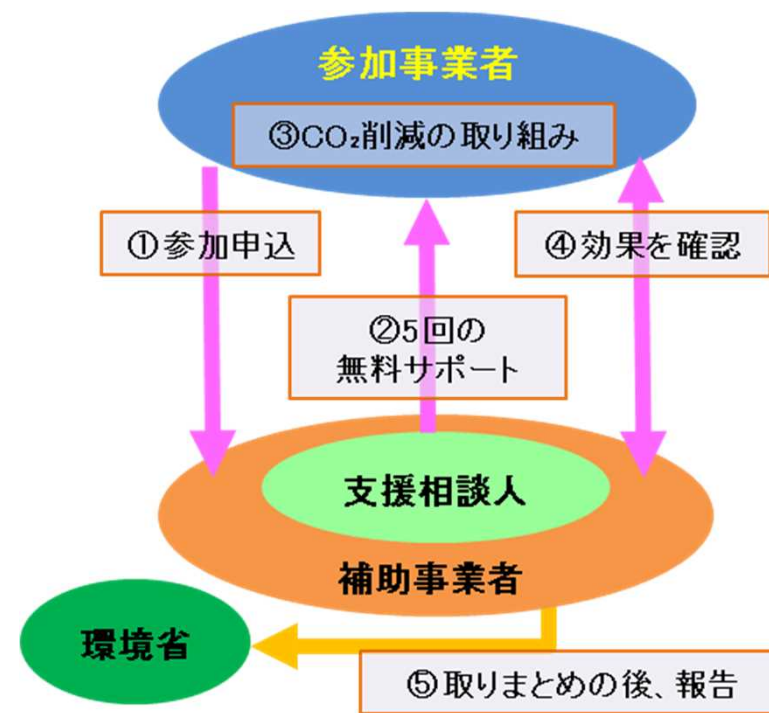 参加事業者
③CO₂削減の取り組み
①参加申込
④効果を確認
②5回の
無料サポート
支援相談人
補助事業者
環境省
⑤取りまとめの後、報告